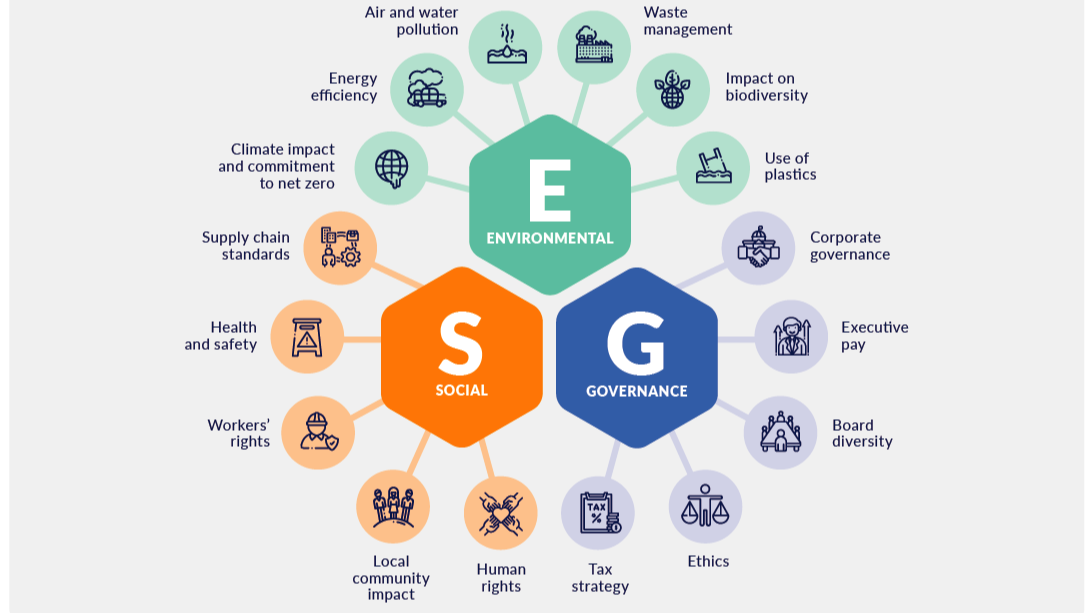 Air and water
pollution
Waste
management
Energy
efficiency
Impact on
biodiversity
Climate impact
and commitment
to net zero
Use of
plastics
E
ENVIRONMENTAL
Supply chain
standards
Corporate
governance
Health
and safety
Executive
pay
S
SOCIAL
G
GOVERNANCE
Workers’
rights
Board
diversity
TAX
%
Local
community
impact
Human
rights
Tax
strategy
Ethics